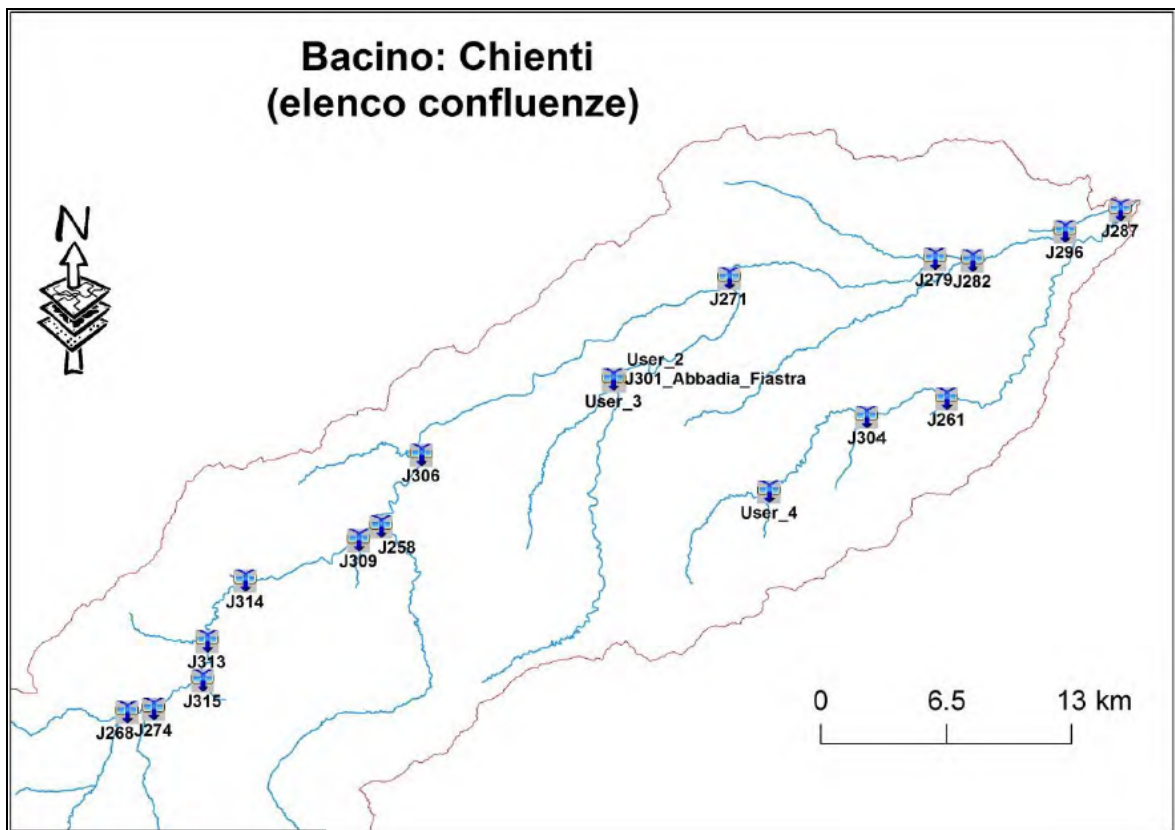 Bacino: Chienti
(elenco confluenze)
N
J287
J296
J279
J282
J271
User_2
J301_Abbadia_Fiastra
User_3
J261
J304
J306
User_4
J258
J309
J314
J313
J315
J268
J274
0 6.5 13 km